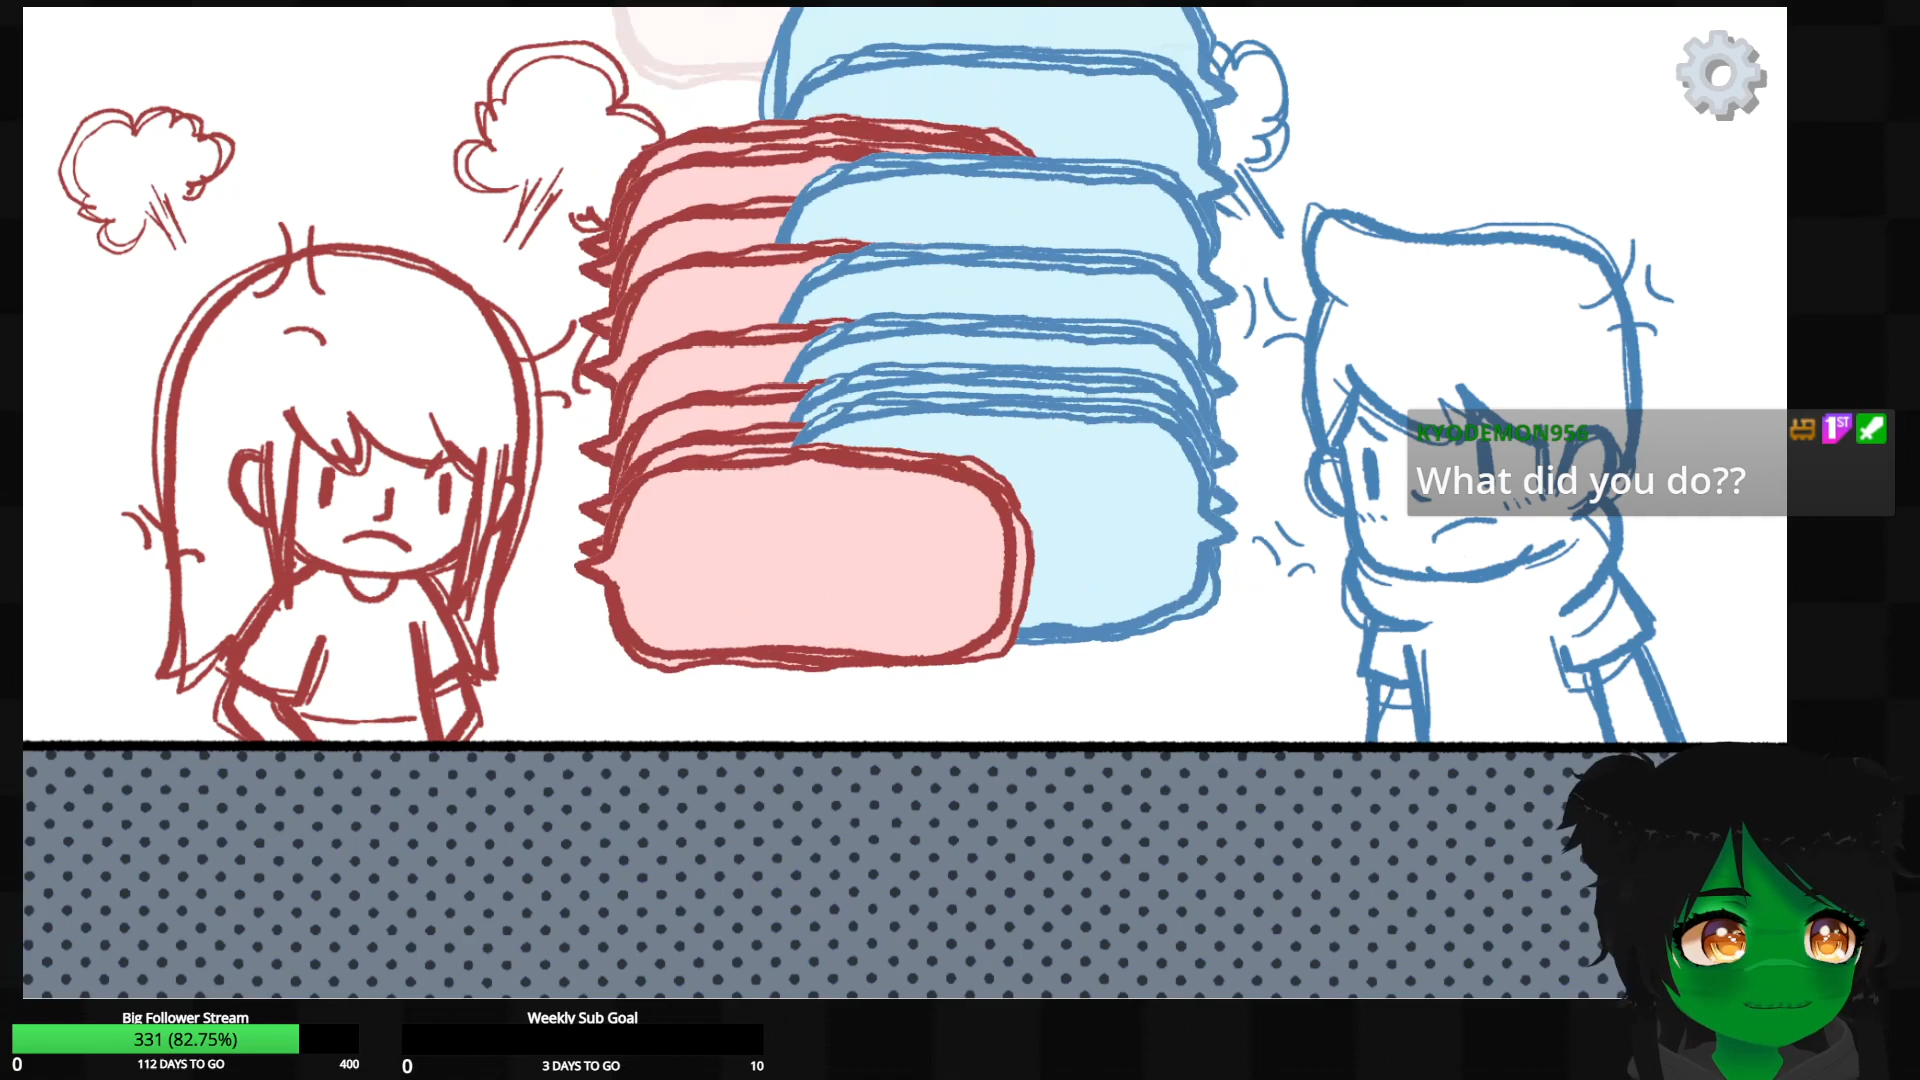 KYODEMON956
1ST
What did you do??
Big Follower Stream
331 (82.75%)
0
112 DAYS TO GO
400
Weekly Sub Goal
0
3 DAYS TO GO
10